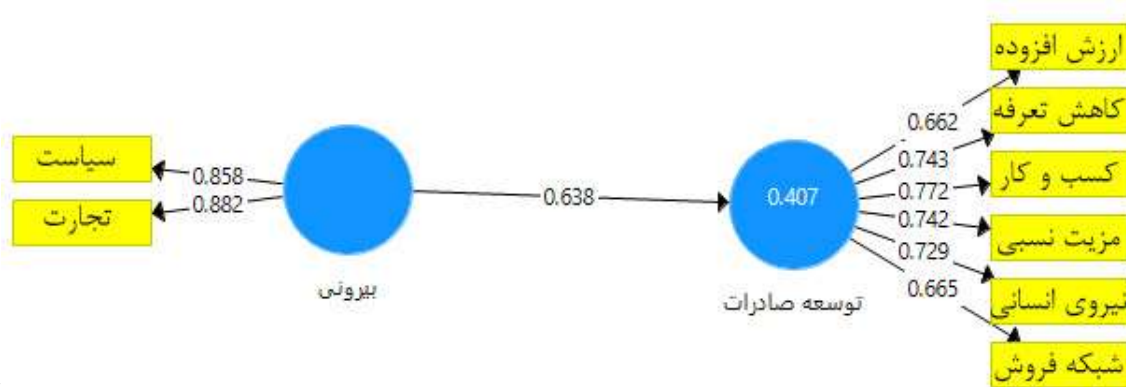 سیاست
تجارت
0.858
0.882
بیرونی
0.638
0.407
توسعه صادرات
0.662
0.743
0.772
0.742
0.729
0.665
ارزش افزوده
کاهش تعرفه
کسب و کار
مزیت نسبی
نیروی انسانی
شبکه فروش